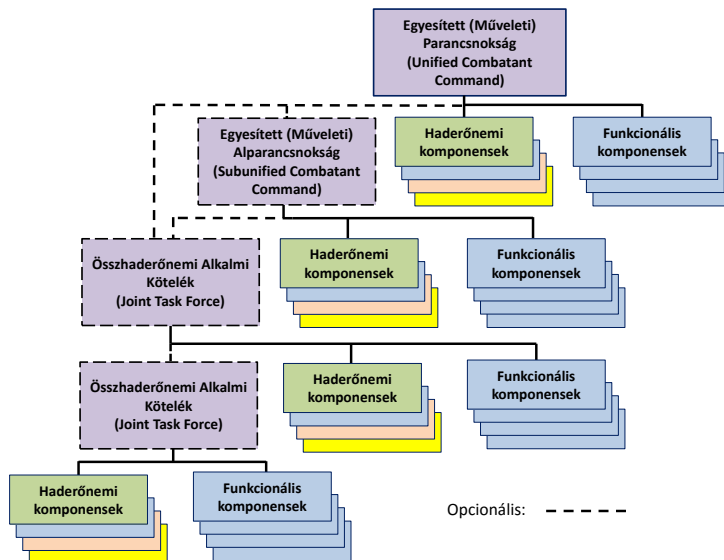 Egyesített (Műveleti)
Parancsnokság
(Unified Combatant
Command)
Egyesített (Műveleti)
Alparancsnokság
(Subunified Combatant
Command)
Haderőnemi
komponensek
Funkcionális
komponensek
Összhaderőnemi Alkalmi
Kötelék
(Joint Task Force)
Haderőnemi
komponensek
Funkcionális
komponensek
Összhaderőnemi Alkalmi
Kötelék
(Joint Task Force)
Haderőnemi
komponensek
Funkcionális
komponensek
Haderőnemi
komponensek
Funkcionális
komponensek
Opcionális: